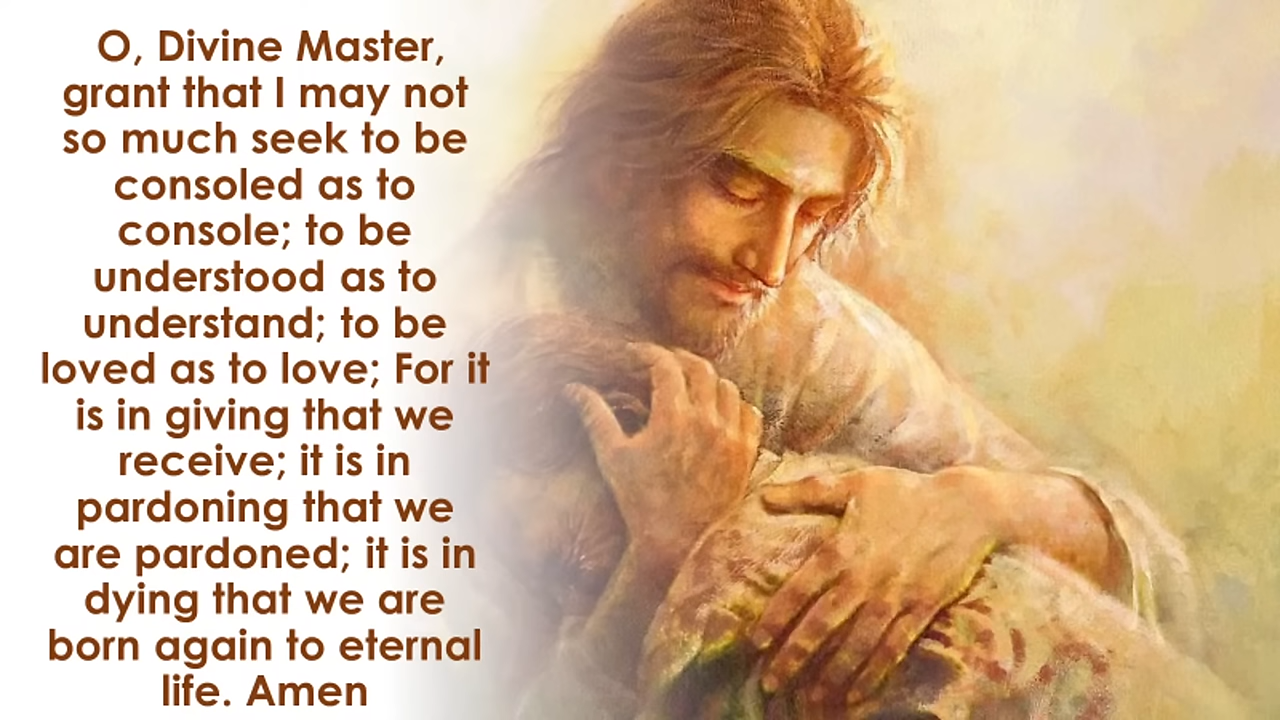 O, Divine Master,
grant that I may not
so much seek to be
consoled as to
console; to be
understood as to
understand; to be
loved as to love; For it
is in giving that we
receive; it is in
pardoning that we
are pardoned; it is in
dying that we are
born again to eternal
life. Amen